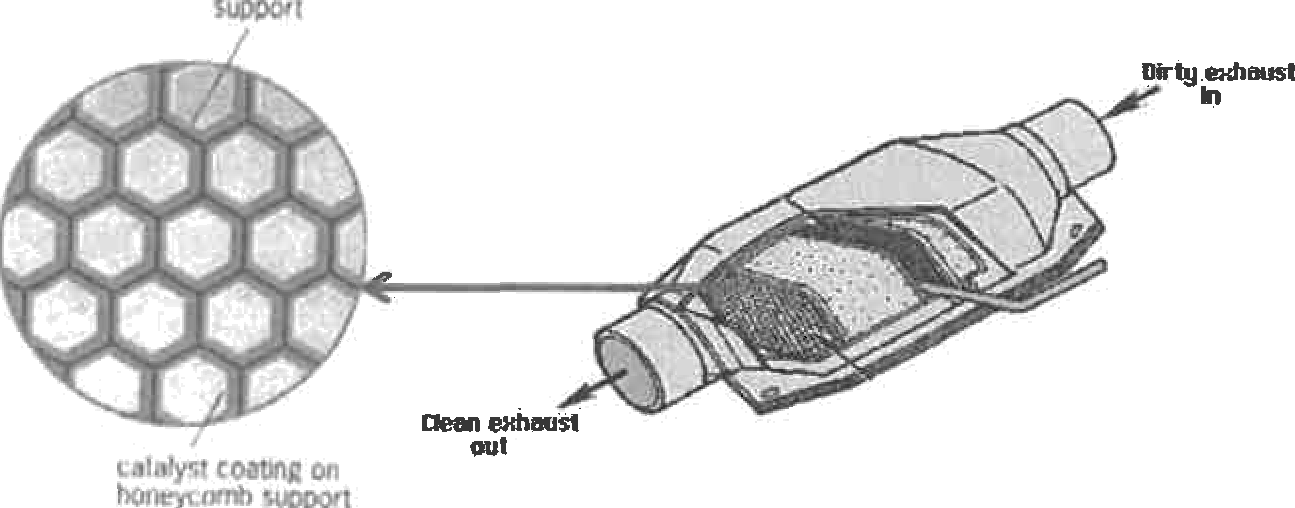 support
Dirty exhaust
in
Clean exhaust
out
catalyst coating on
honeycomb support